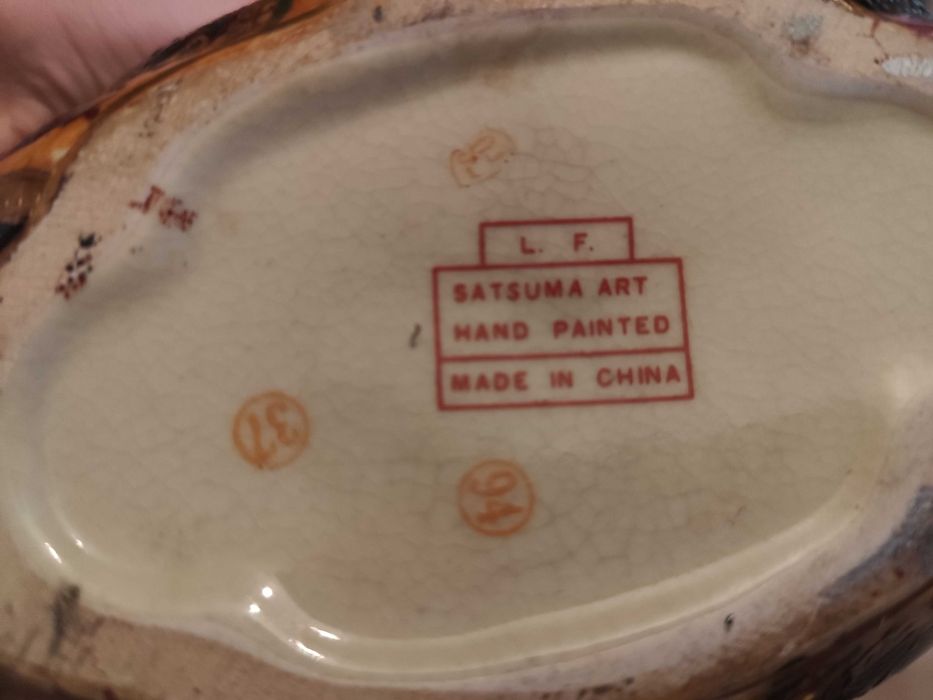 L. F.
SATSUMA ART
HAND PAINTED
MADE IN CHINA
37
94